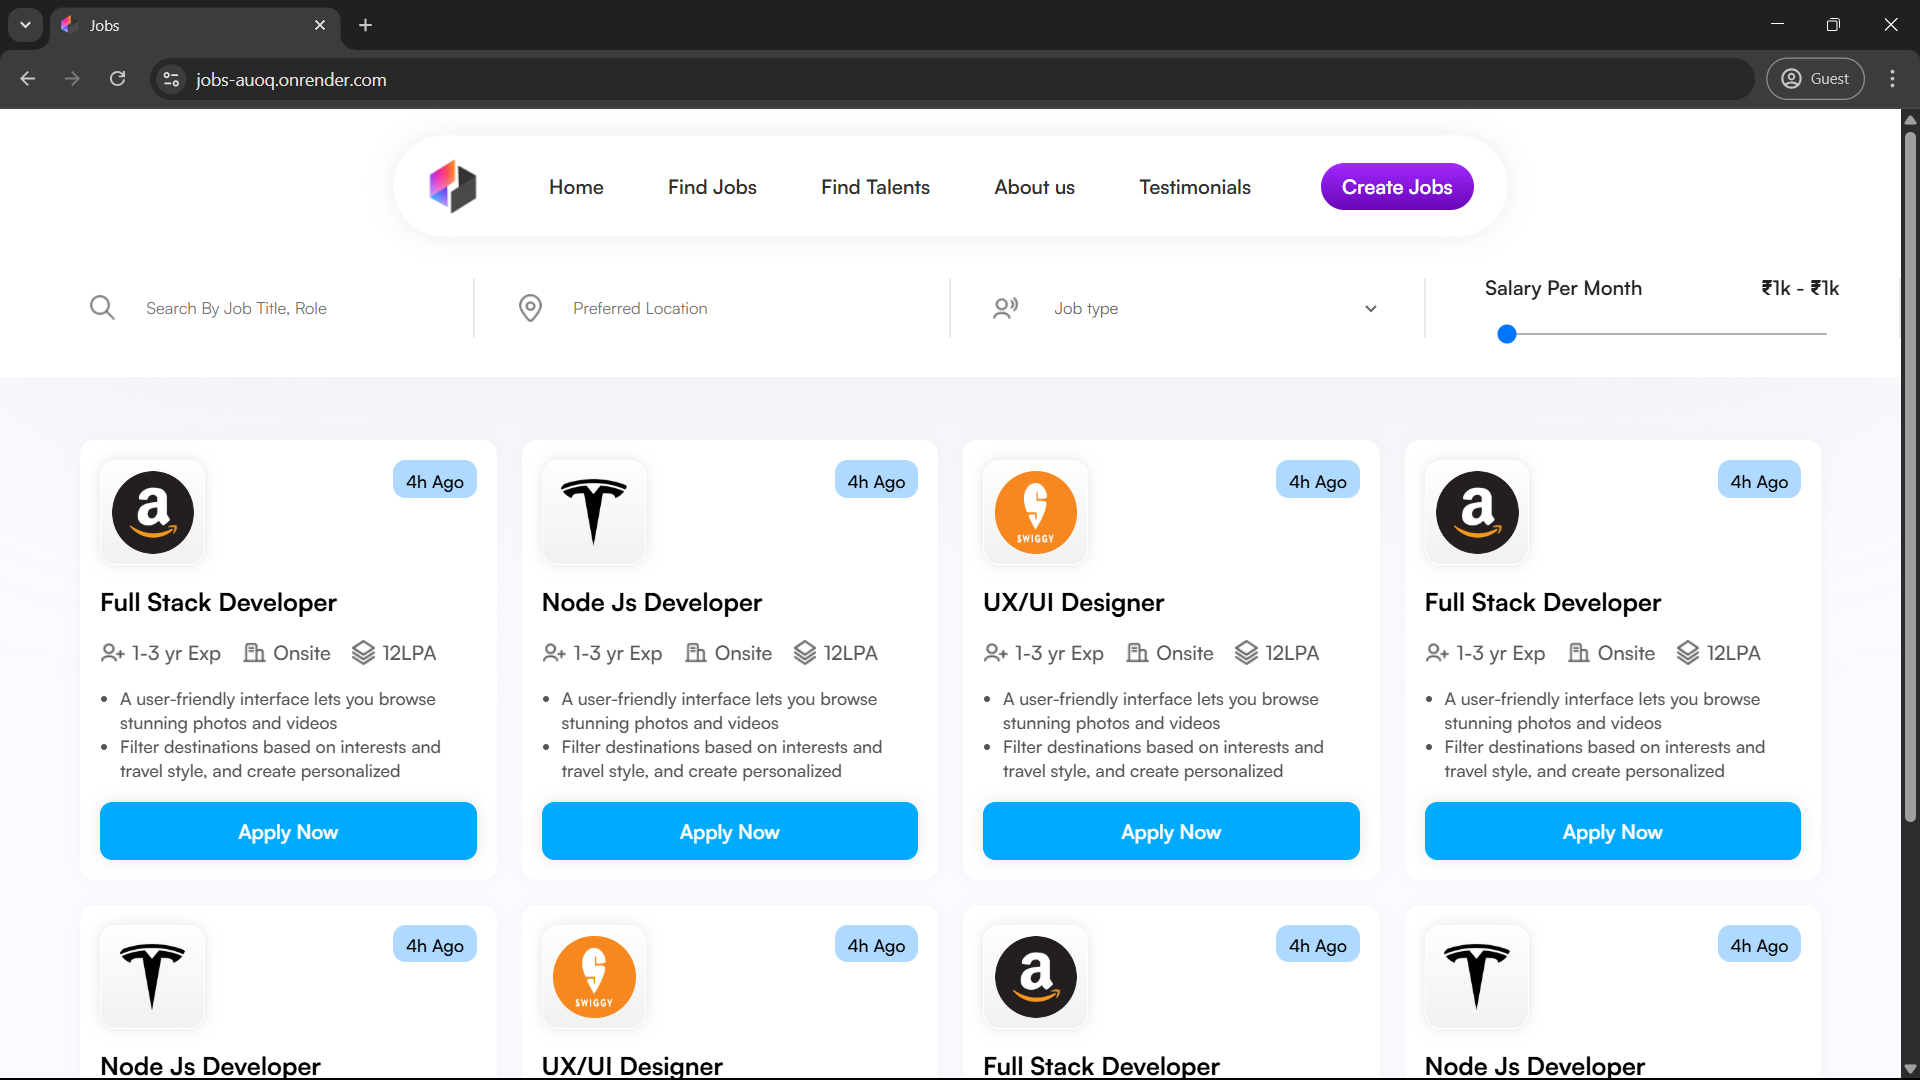 Jobs
jobs-auoq.onrender.com
Guest
Home
Find Jobs
Find Talents
About us
Testimonials
Create Jobs
Search By Job Title, Role
Preferred Location
Job type
Salary Per Month
₹1k - ₹1k
a
4h Ago
Full Stack Developer
1-3 yr Exp
Onsite
12LPA
A user-friendly interface lets you browse
stunning photos and videos
Filter destinations based on interests and
travel style, and create personalized
Apply Now
4h Ago
Node Js Developer
1-3 yr Exp
Onsite
12LPA
A user-friendly interface lets you browse
stunning photos and videos
Filter destinations based on interests and
travel style, and create personalized
Apply Now
SWIGGY
4h Ago
UX/UI Designer
1-3 yr Exp
Onsite
12LPA
A user-friendly interface lets you browse
stunning photos and videos
Filter destinations based on interests and
travel style, and create personalized
Apply Now
a
4h Ago
Full Stack Developer
1-3 yr Exp
Onsite
12LPA
A user-friendly interface lets you browse
stunning photos and videos
Filter destinations based on interests and
travel style, and create personalized
Apply Now
4h Ago
Node Js Developer
SWIGGY
4h Ago
UX/UI Designer
a
4h Ago
Full Stack Developer
4h Ago
Node Js Developer